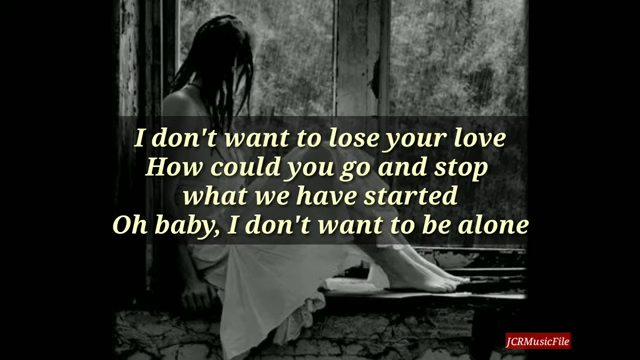 I don't want to lose your love
How could you go and stop
what we have started
Oh baby, I don't want to be alone
JCRMusicFile